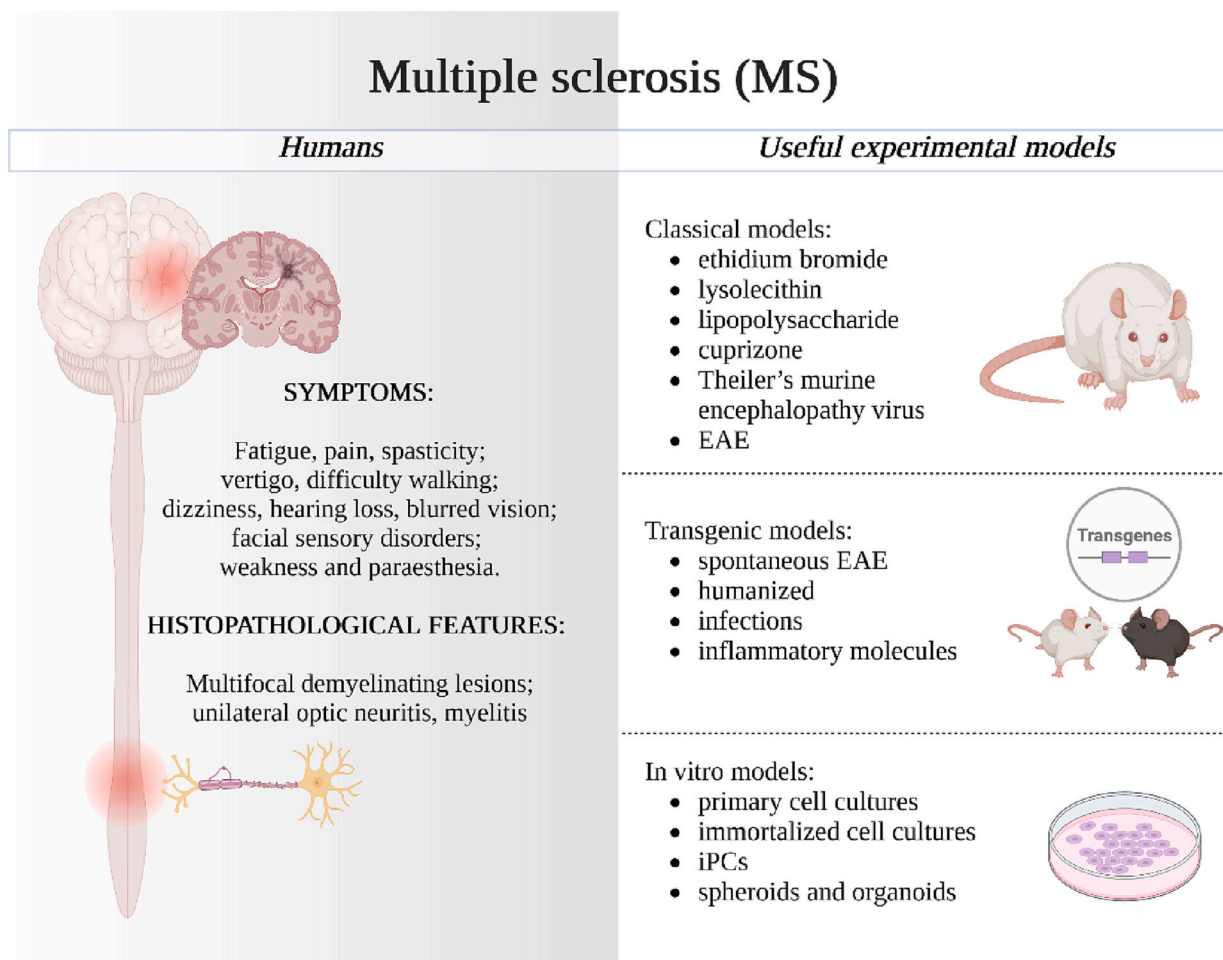 Multiple sclerosis (MS)
Humans
SYMPTOMS:
Fatigue, pain, spasticity;
vertigo, difficulty walking;
dizziness, hearing loss, blurred vision;
facial sensory disorders;
weakness and paraesthesia.
HISTOPATHOLOGICAL FEATURES:
Multifocal demyelinating lesions;
unilateral optic neuritis, myelitis
Useful experimental models
Classical models:
• ethidium bromide
• lysolecithin
• lipopolysaccharide
• cuprizone
• Theiler's murine
encephalopathy virus
• EAE
Transgenic models:
• spontaneous EAE
• humanized
• infections
• inflammatory molecules
Transgenes
In vitro models:
• primary cell cultures
• immortalized cell cultures
• iPCs
• spheroids and organoids